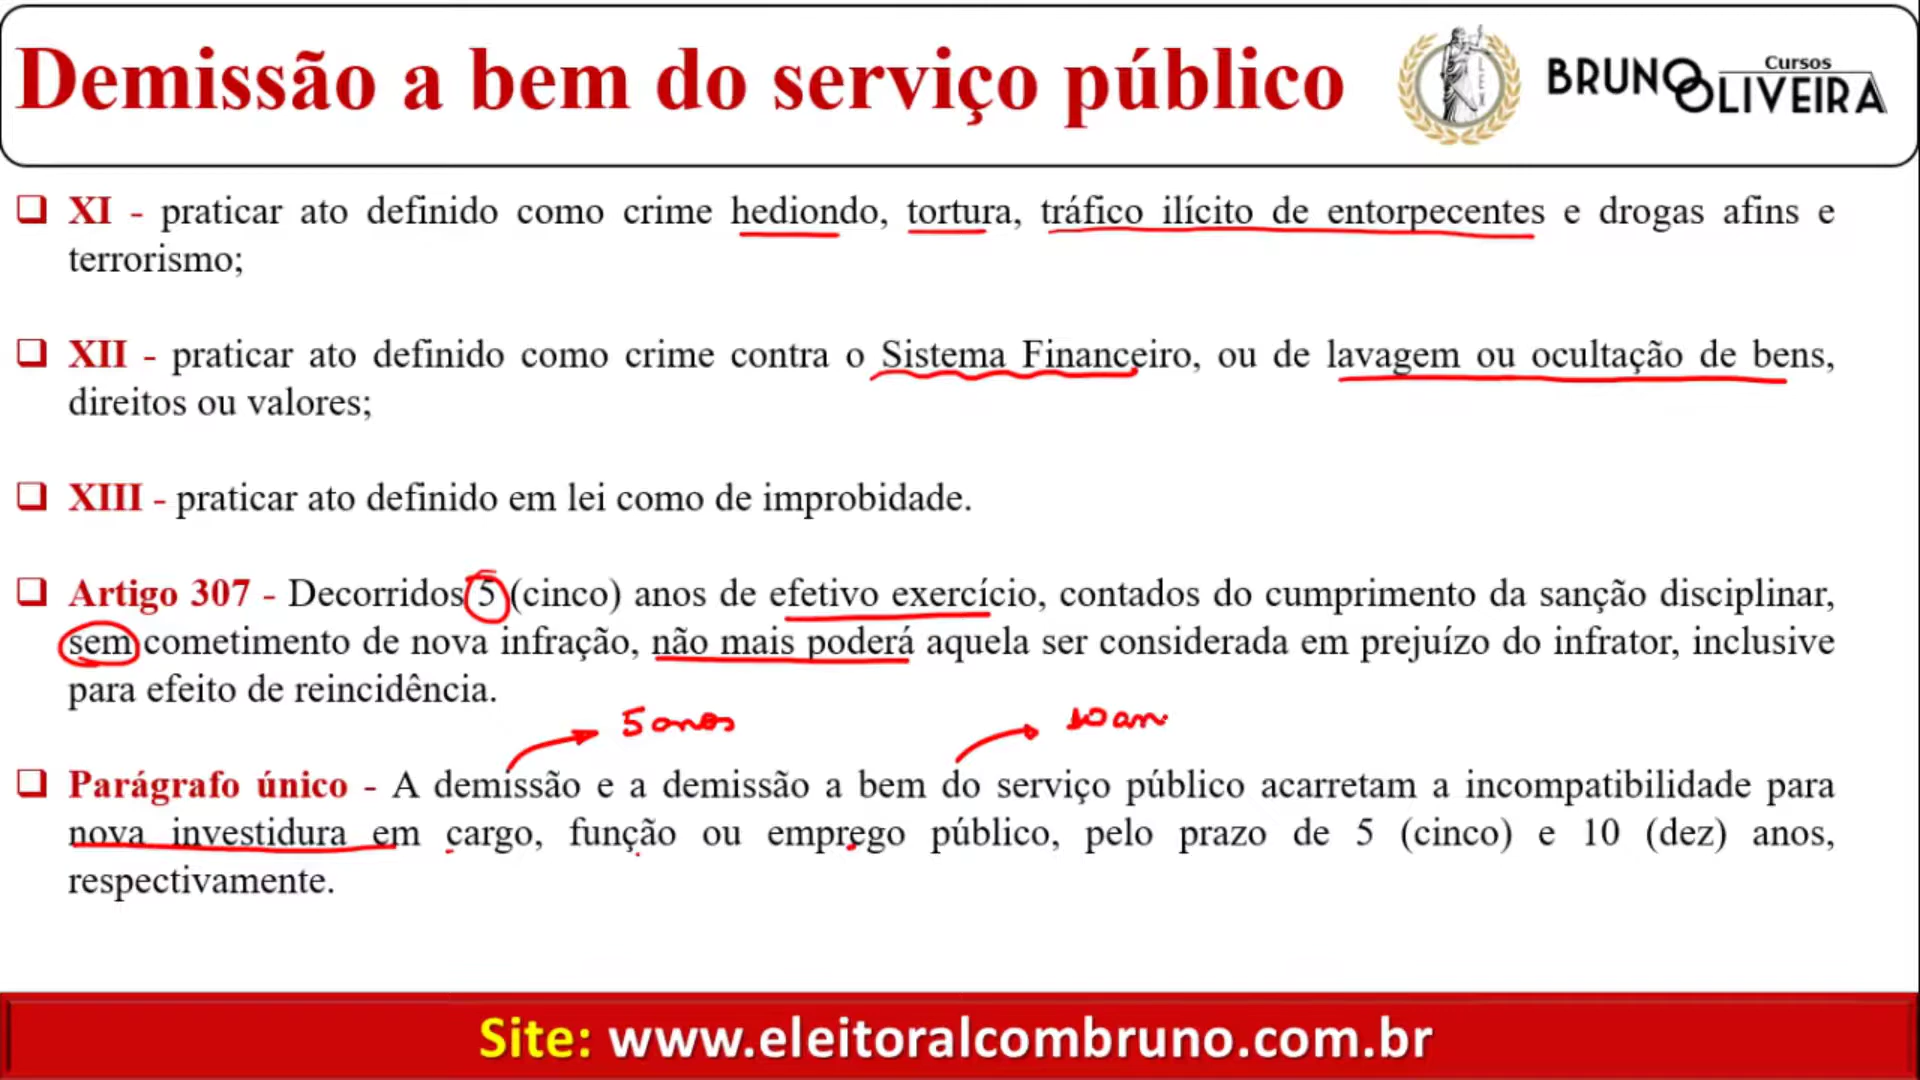 Demissão a bem do serviço público
Cursos
BRUNO OLIVEIRA
XI - praticar ato definido como crime hediondo, tortura, tráfico ilícito de entorpecentes e drogas afins e
terrorismo;
XII - praticar ato definido como crime contra o Sistema Financeiro, ou de lavagem ou ocultação de bens,
direitos ou valores;
XIII - praticar ato definido em lei como de improbidade.
Artigo 307 - Decorridos 5 (cinco) anos de efetivo exercício, contados do cumprimento da sanção disciplinar,
sem cometimento de nova infração, não mais poderá aquela ser considerada em prejuízo do infrator, inclusive
para efeito de reincidência.
5 anos
10 an
Parágrafo único - A demissão e a demissão a bem do serviço público acarretam a incompatibilidade para
nova investidura em cargo, função ou emprego público, pelo prazo de 5 (cinco) e 10 (dez) anos,
respectivamente.
Site: www.eleitoralcombruno.com.br